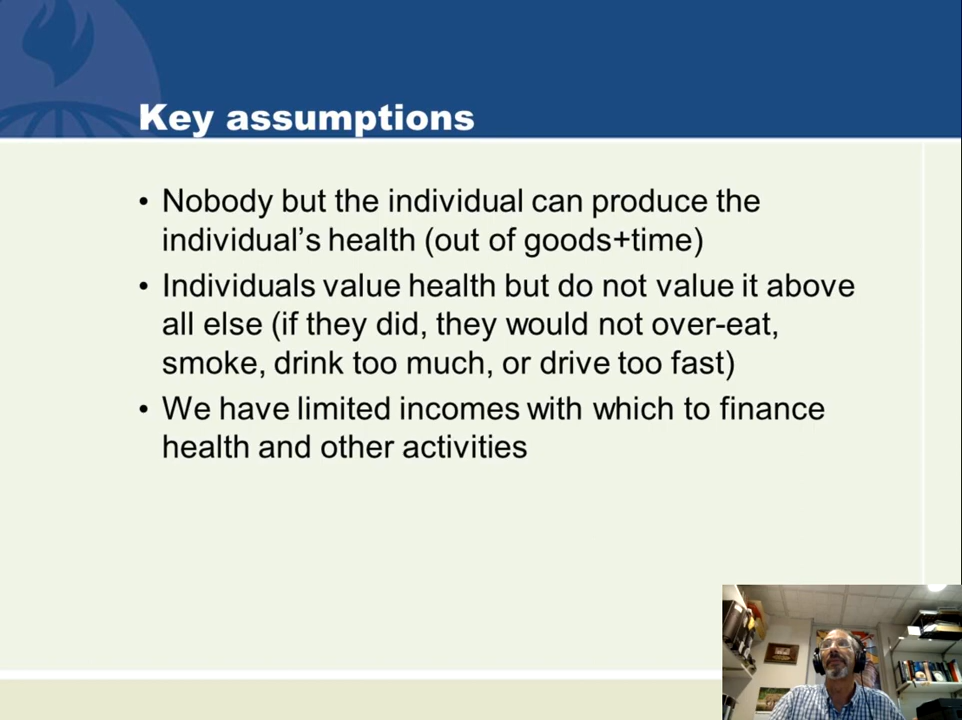 Key assumptions
• Nobody but the individual can produce the
individual’s health (out of goods+time)
• Individuals value health but do not value it above
all else (if they did, they would not over-eat,
smoke, drink too much, or drive too fast)
• We have limited incomes with which to finance
health and other activities